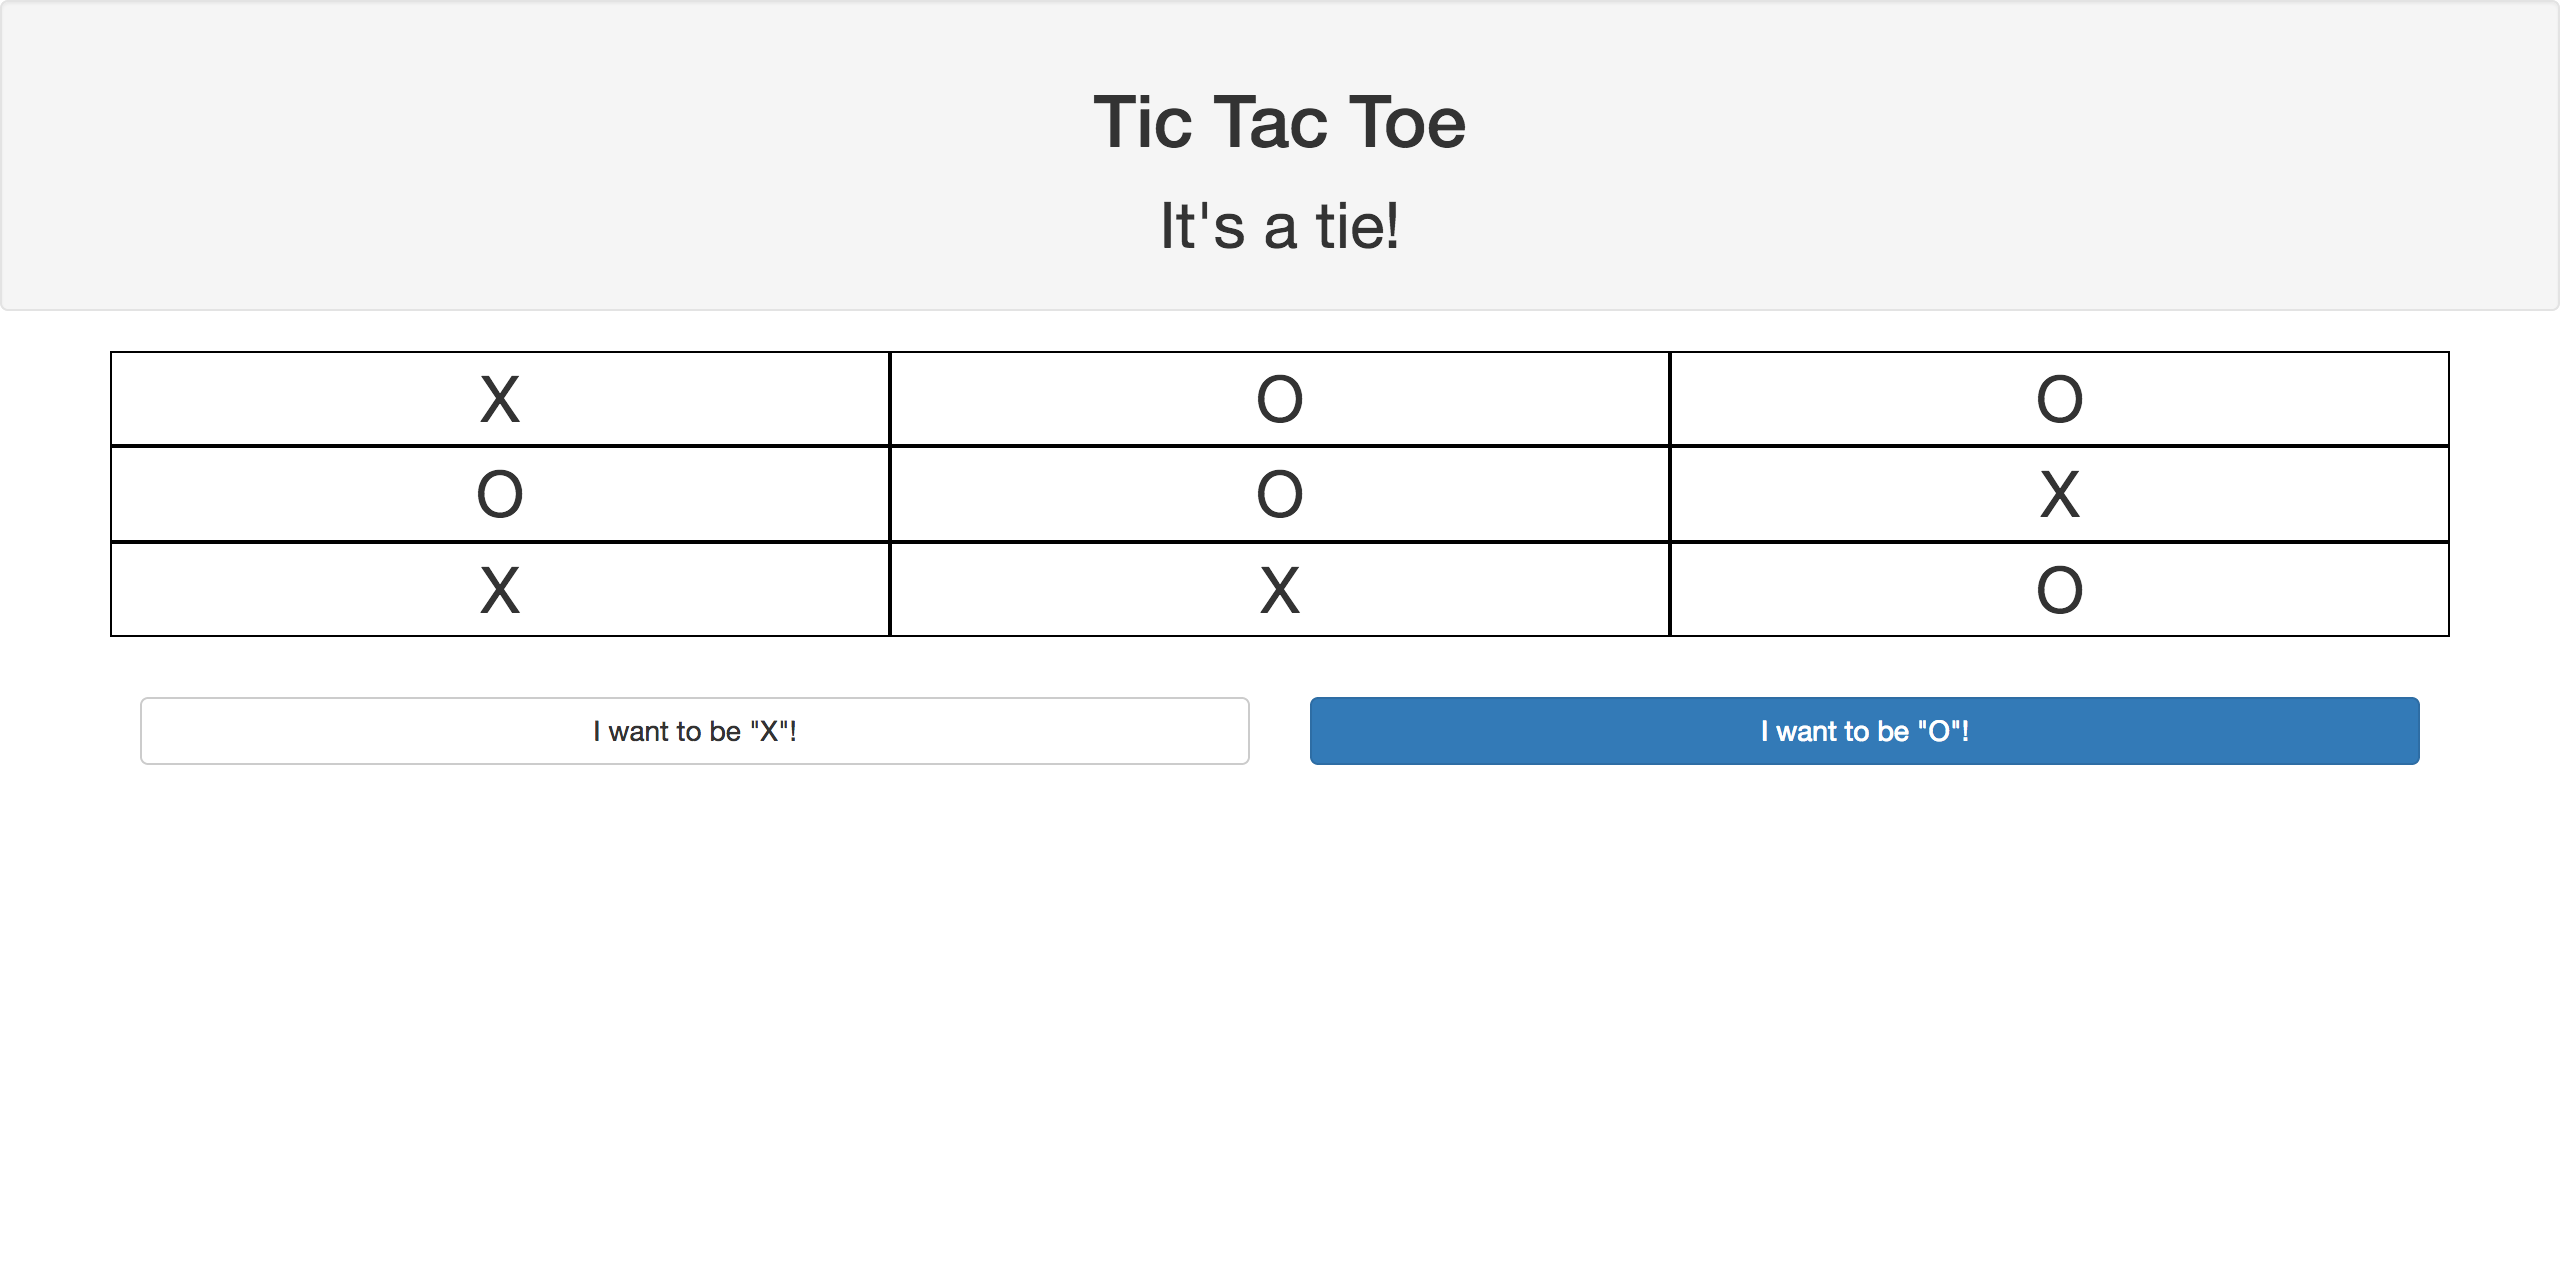 Tic Tac Toe
It's a tie!
X O O
O O X
X X O
I want to be "X"! I want to be "O"!